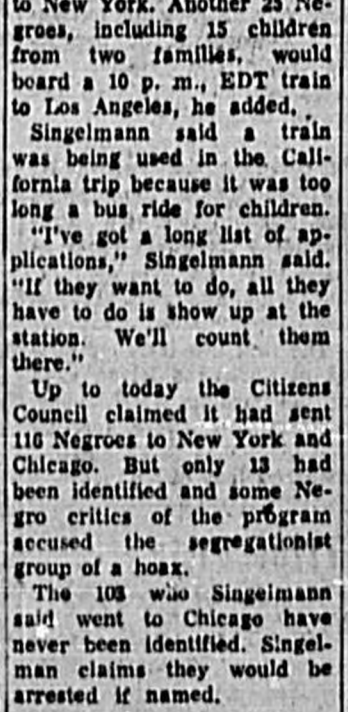 to New York. Another 25 Ne-
groes, including 15 children
from two families, would
board a 10 p. m., EDT train
to Los Angeles, he added.
Singelmann said a train
was being used in the Cali-
fornia trip because it was too
long a bus ride for children.
"I've got a long list of ap-
plications," Singelmann said.
"If they want to do, all they
have to do is show up at the
station. We'll count them
there."
Up to today the Citizens
Council claimed it had sent
116 Negroes to New York and
Chicago. But only 13 had
been identified and some Ne-
gro critics of the program
accused the segregationist
group of a hoax.
The 103 who Singelmann
said went to Chicago have
never been identified. Singel-
man claims they would be
arrested if named.